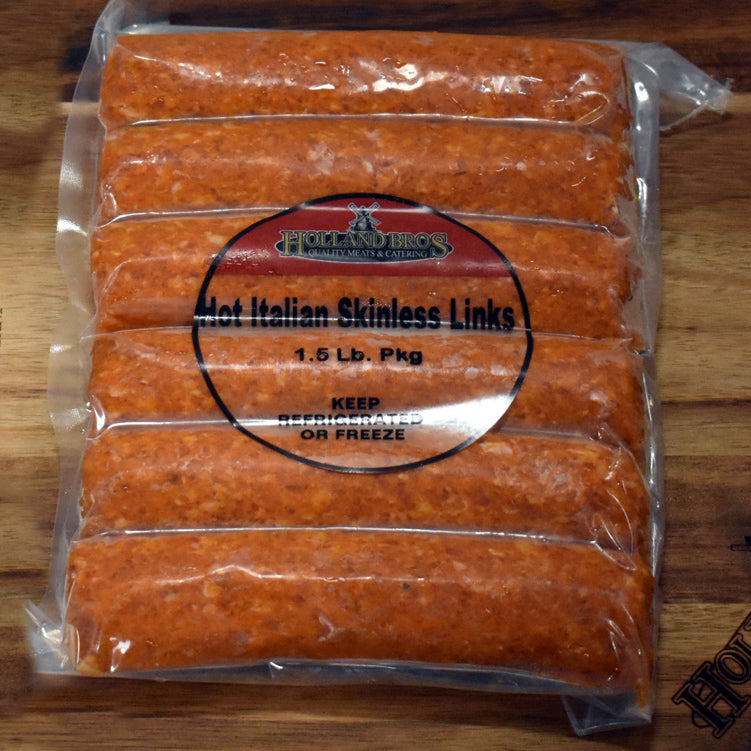 HOLLAND BROS
QUALITY MEATS & CATERING
Hot Italian Skinless Links
1.5 Lb. Pkg
KEEP
REFRIGERATED
OR FREEZE